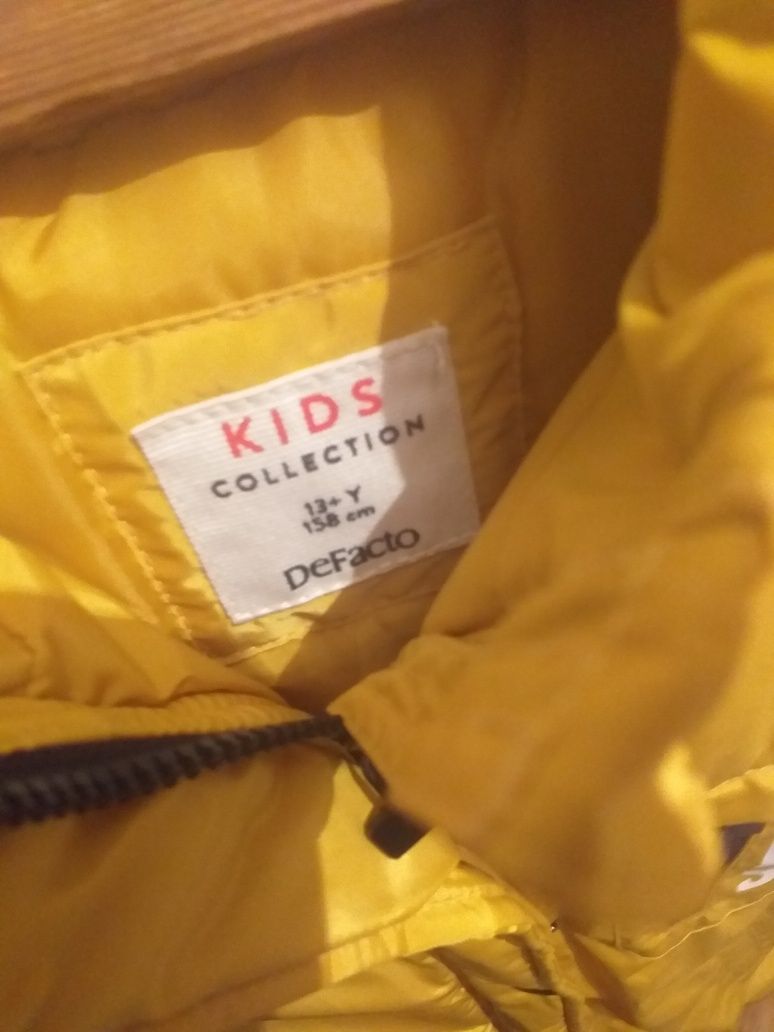 KIDS
COLLECTION
13+ Y
158 cm
DeFacto